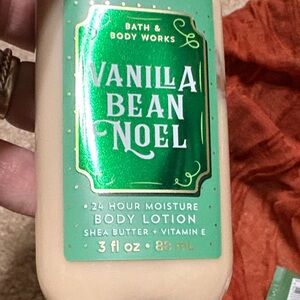 BATH &
BODY WORKS
VANILLA
BEAN
NOEL
24 HOUR MOISTURE
BODY LOTION
SHEA BUTTER + VITAMIN E
3 fl oz • 88 mL